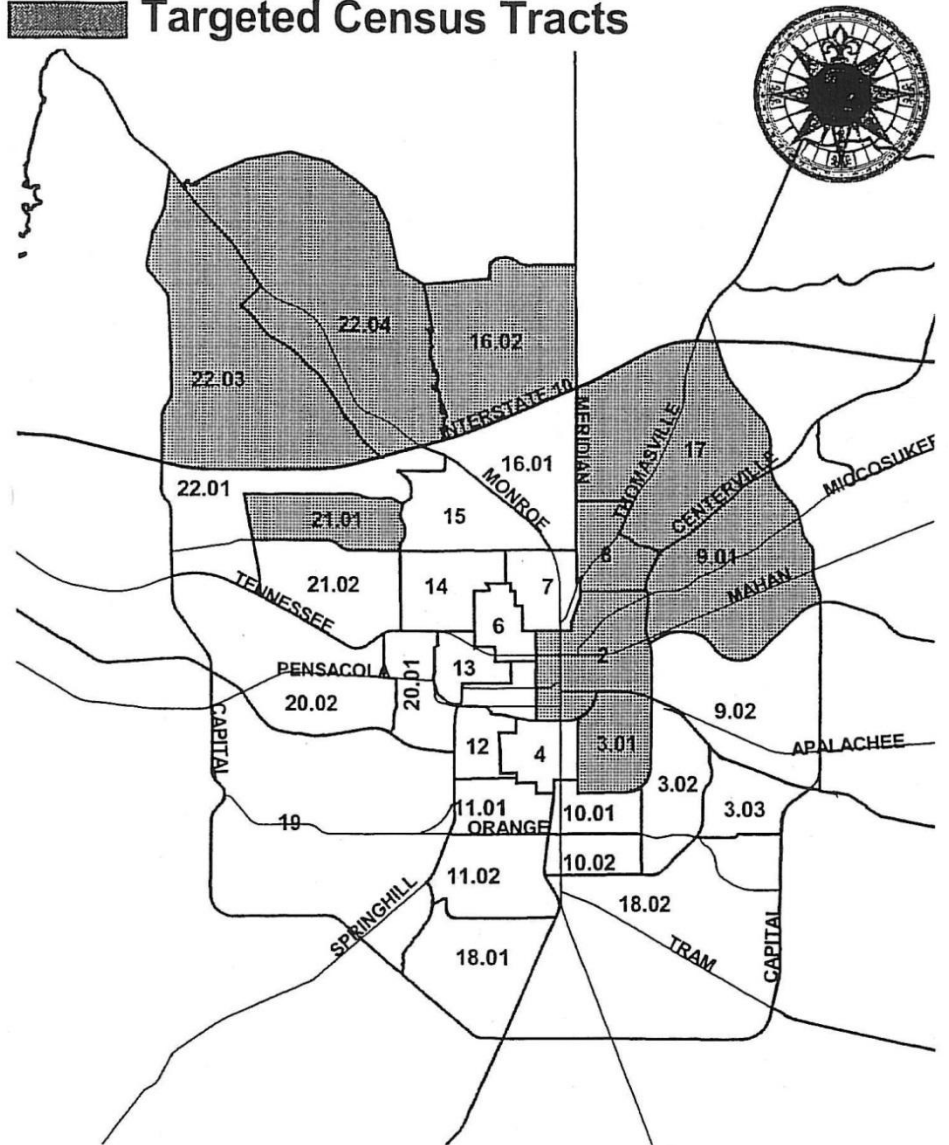 Targeted Census Tracts
22.04
16.02
22.03
INTERSTATE 10
MERIDIAN
THOMASVILLE
17
16.01
CENTERVILLE
MONROE
MICCOSUKEE
22.01
21.01
15
8
9.01
MAHAN
TENNESSEE
21.02
14
7
6
2
PENSACOLA
13
20.01
20.02
CAPITAL
9.02
12
4
3.01
APALACHEE
3.02
3.03
11.01
10.01
19
ORANGE
10.02
11.02
SPRINGHILL
18.02
18.01
TRAM
CAPITAL